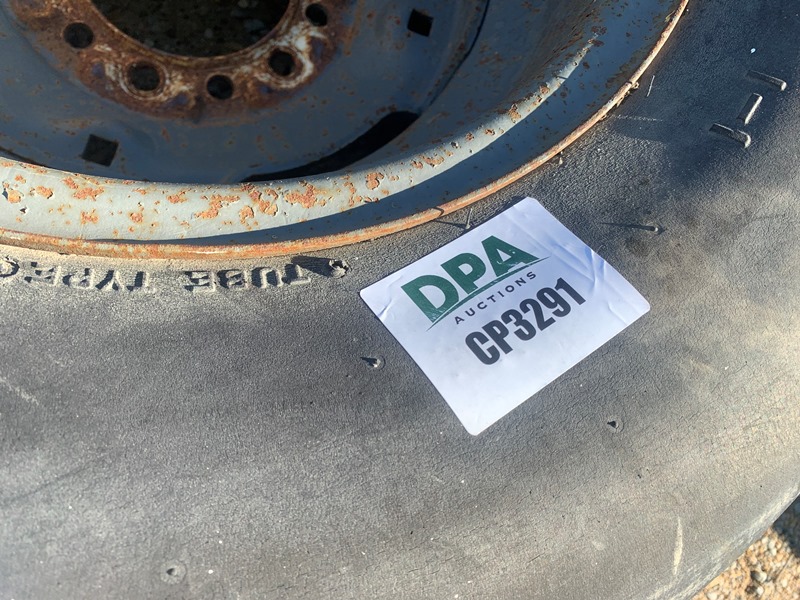 TUBE TYPE
DPA
AUCTIONS
CP3291